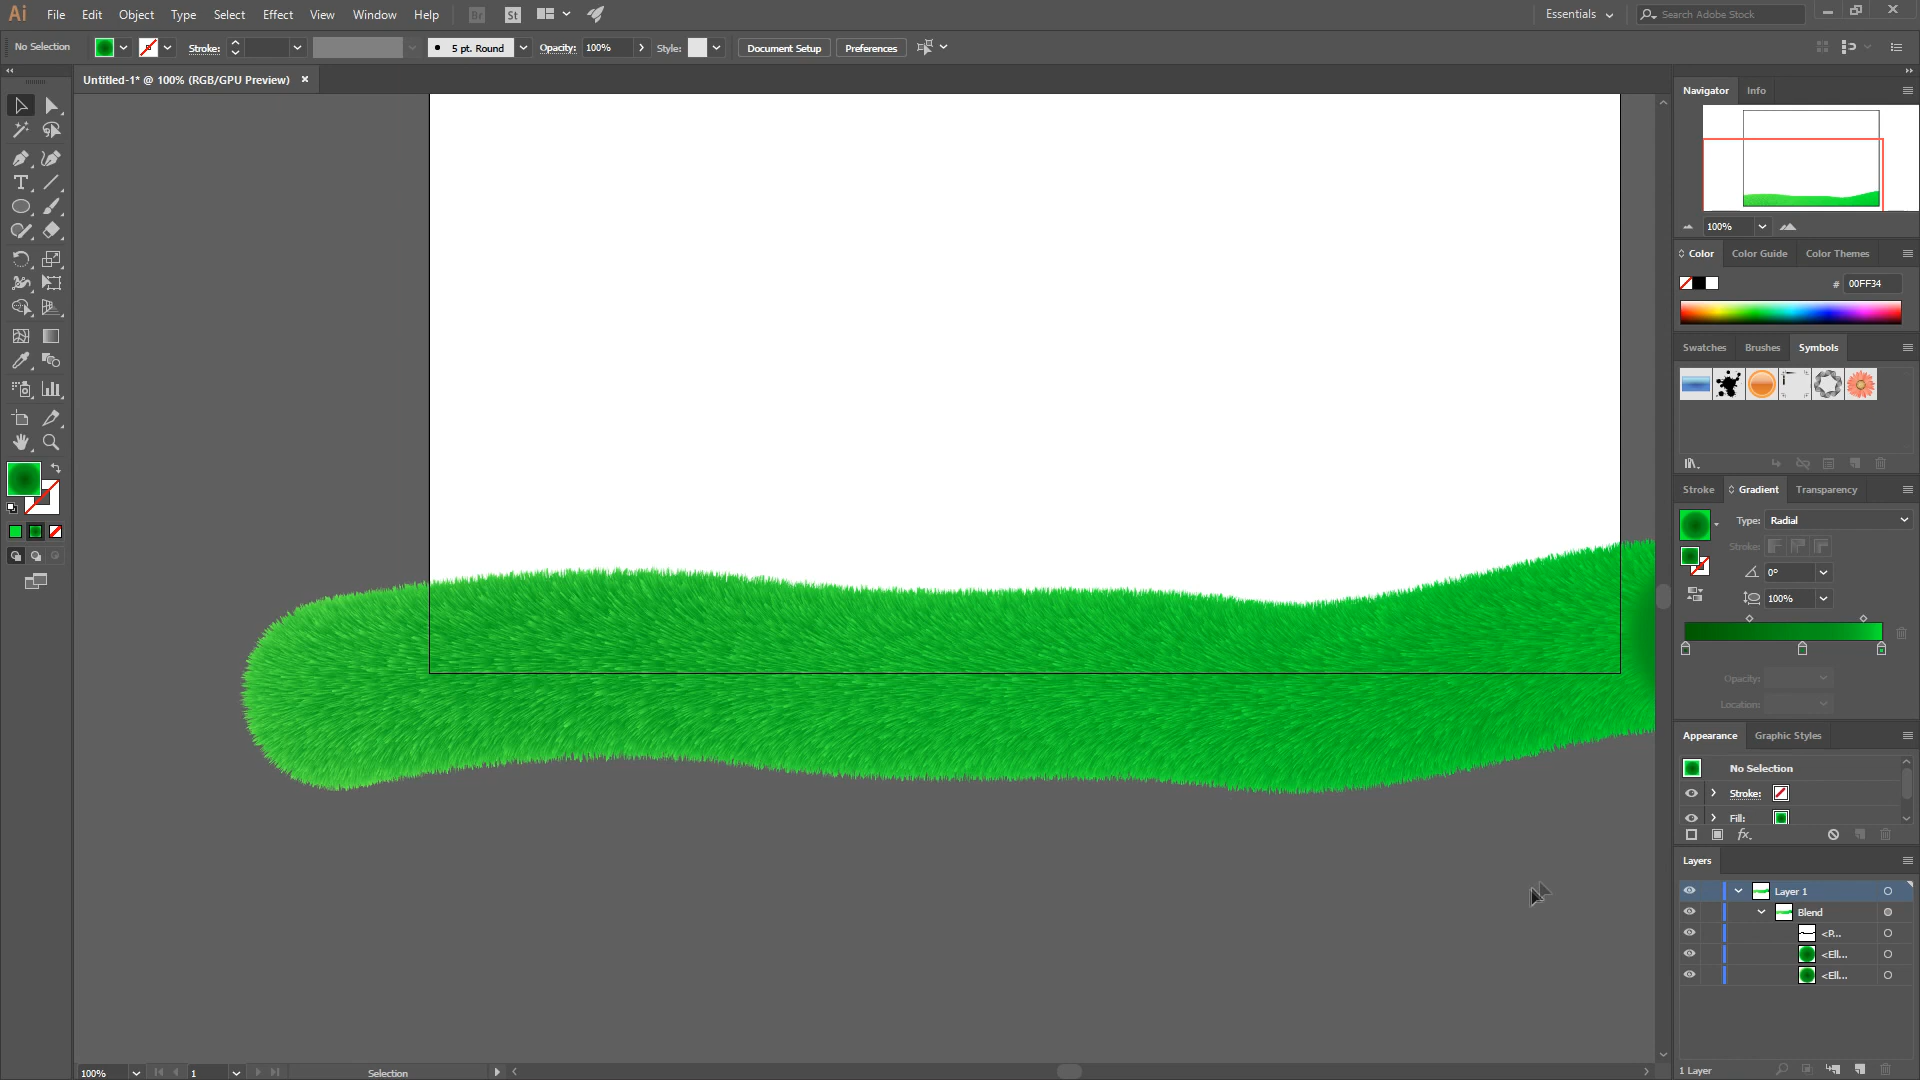 Ai File Edit Object Type Select Effect View Window Help Br St Essentials Search Adobe Stock
No Selection Stroke: 5 pt. Round Opacity: 100% Style: Document Setup Preferences
Untitled-1* @ 100% (RGB/GPU Preview)
Navigator Info
100%
Color Color Guide Color Themes
# 00FF34
Swatches Brushes Symbols
Stroke Gradient Transparency
Type: Radial
Stroke:
0°
100%
Opacity:
Location:
Appearance Graphic Styles
No Selection
Stroke:
Fill:
fx.
Layers
Layer 1
Blend
<P...
<Ell...
<Ell...
100% 1 Selection 1 Layer